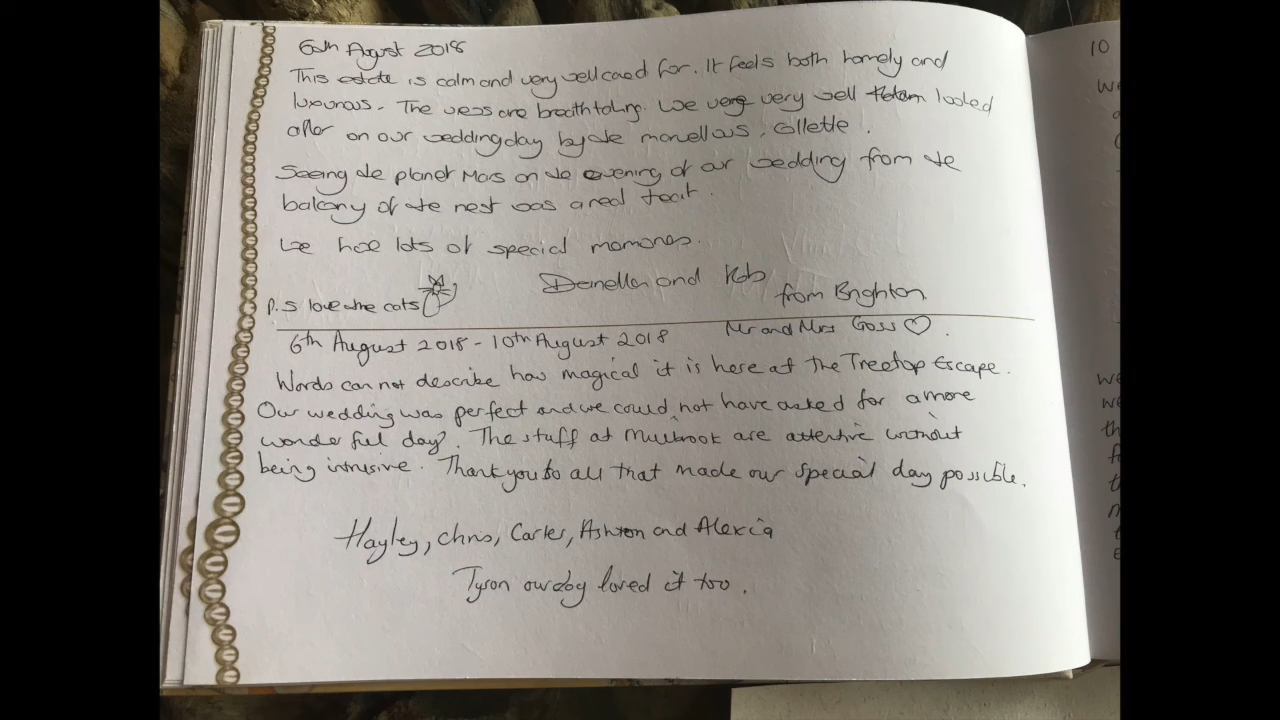 6th August 2018
This estate is calm and very well cared for. It feels both homely and
luxurous. The views are breathtaking. We were very well looked
after on our wedding day by the marvellous, Collette.
Seeing the planet Mars on the evening of our wedding from the
balcony of the nest was a real treat.
We have lots of special memories.
and Rob
from Brighton
P.S love the cats
Mr and Mrs Goss ♡.
6th August 2018 - 10th August 2018
Words can not describe how magical it is here at the Treetop Escape.
Our wedding was perfect and we could not have asked for a more
wonderful day. The stuff at Millbrook are attentive without
being intrusive. Thank you to all that made our special day possible.
Hayley, Chris, Carter, Ashton and Alexia
Tyson our dog loved it too.
10
We